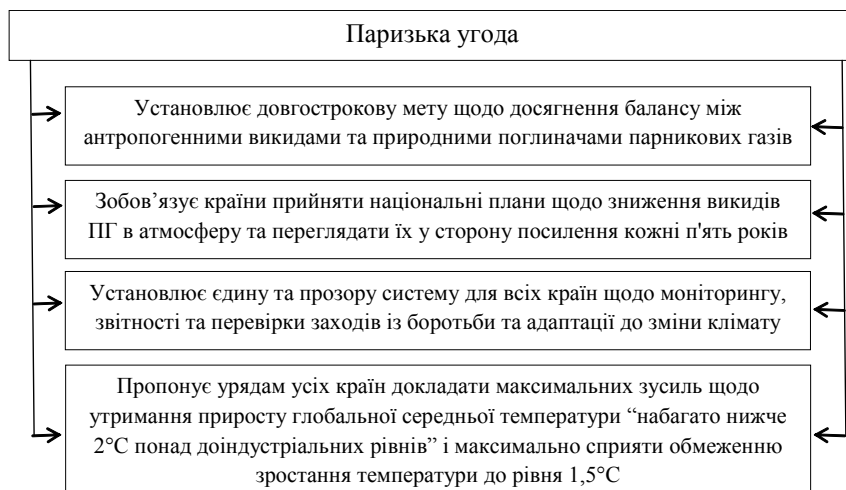 Паризька угода
Установлює довгострокову мету щодо досягнення балансу між
антропогенними викидами та природними поглиначами парникових газів
Зобов’язує країни прийняти національні плани щодо зниження викидів
ПГ в атмосферу та переглядати їх у сторону посилення кожні п'ять років
Установлює єдину та прозору систему для всіх країн щодо моніторингу,
звітності та перевірки заходів із боротьби та адаптації до зміни клімату
Пропонує урядам усіх країн докладати максимальних зусиль щодо
утримання приросту глобальної середньої температури “набагато нижче
2°С понад доіндустріальних рівнів” і максимально сприяти обмеженню
зростання температури до рівня 1,5°С